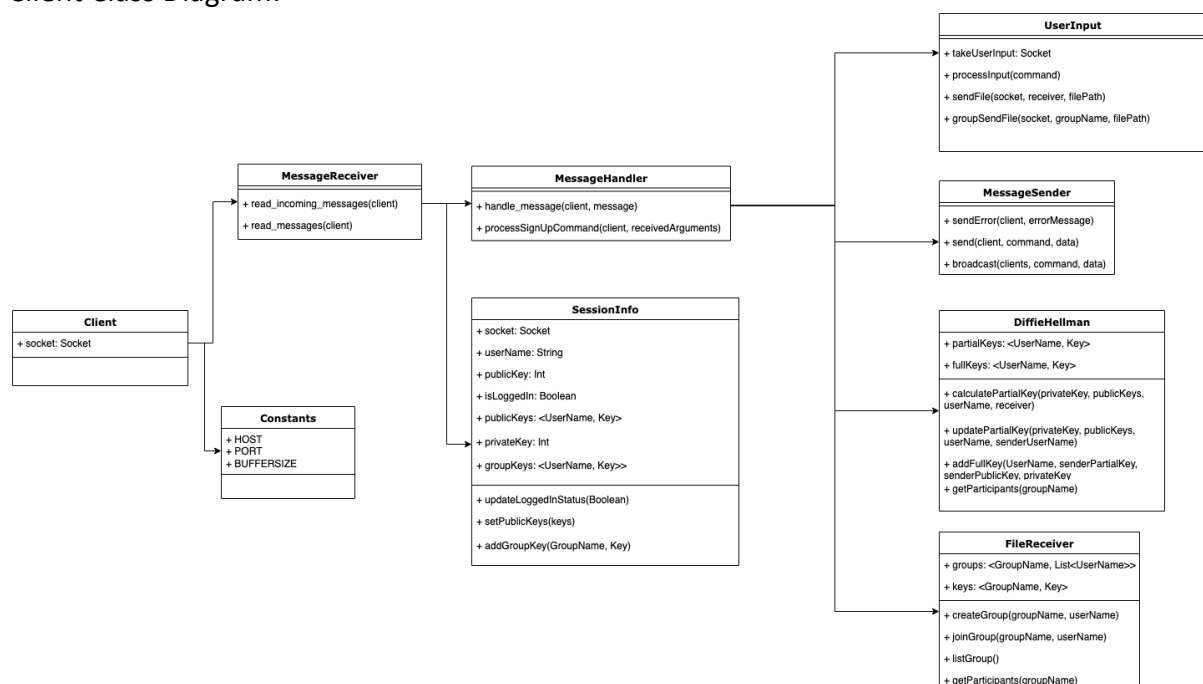 Client Class Diagram:
UserInput
+ takeUserInput: Socket
+ processInput(command)
+ sendFile(socket, receiver, filePath)
+ groupSendFile(socket, groupName, filePath)
MessageReceiver
+ read_incoming_messages(client)
+ read_messages(client)
MessageHandler
+ handle_message(client, message)
+ processSignUpCommand(client, receivedArguments)
MessageSender
+ sendError(client, errorMessage)
+ send(client, command, data)
+ broadcast(clients, command, data)
Client
+ socket: Socket
SessionInfo
+ socket: Socket
+ userName: String
+ publicKey: Int
+ isLoggedIn: Boolean
+ publicKeys: <UserName, Key>
+ privateKey: Int
+ groupKeys: <UserName, Key>>
+ updateLoggedInStatus(Boolean)
+ setPublicKeys(keys)
+ addGroupKey(GroupName, Key)
Constants
+ HOST
+ PORT
+ BUFFERSIZE
DiffieHellman
+ partialKeys: <UserName, Key>
+ fullKeys: <UserName, Key>
+ calculatePartialKey(privateKey, publicKeys,
userName, receiver)
+ updatePartialKey(privateKey, publicKeys,
userName, senderUserName)
+ addFullKey(UserName, senderPartialKey,
senderPublicKey, privateKey
+ getParticipants(groupName)
FileReceiver
+ groups: <GroupName, List<UserName>>
+ keys: <GroupName, Key>
+ createGroup(groupName, userName)
+ joinGroup(groupName, userName)
+ listGroup()
+ getParticipants(groupName)